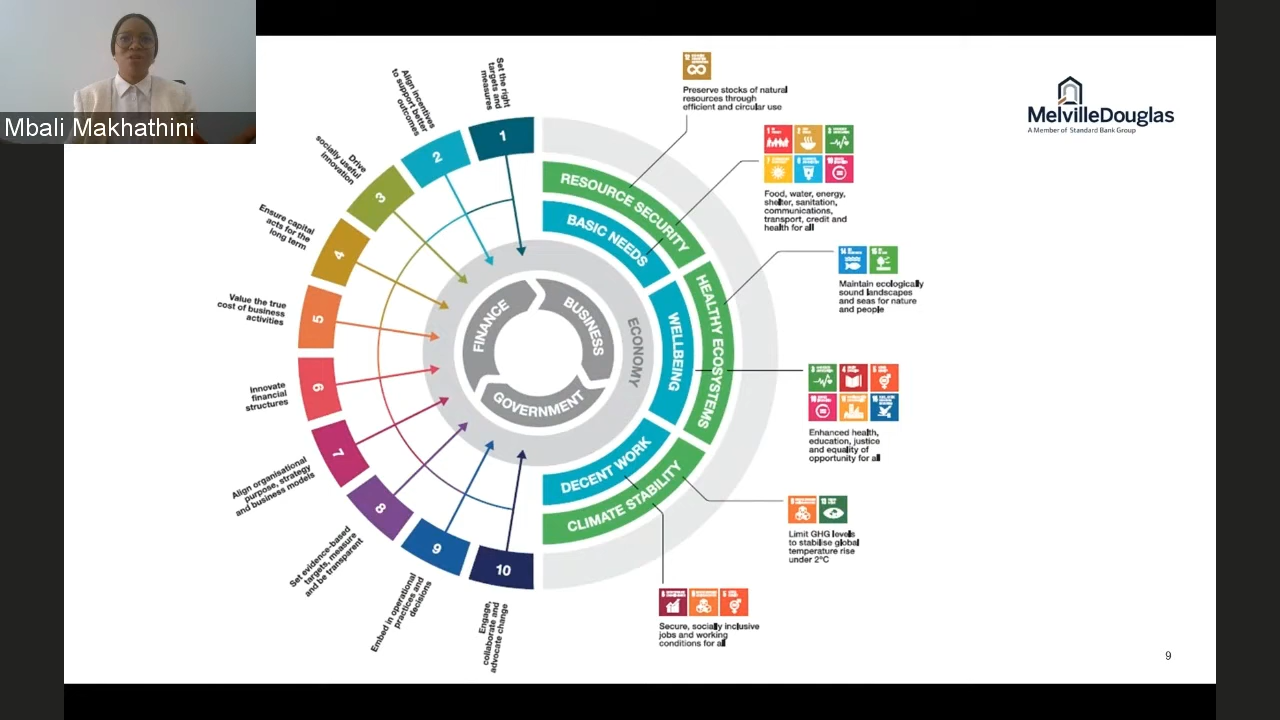 Mbali Makhathini
MelvilleDouglas
A Member of Standard Bank Group
Set the right
targets and
measures
1
Align incentives
to support better
outcomes
2
Drive
socially useful
innovation
3
Ensure capital
acts for the
long term
4
Value the true
cost of business
activities
5
Innovate
financial
structures
6
Align organisational
purpose, strategy
and business models
7
Set evidence-based
targets, measure
and be transparent
8
Embed in operational
practices and
decisions
9
Engage,
collaborate and
advocate change
10
FINANCE
BUSINESS
GOVERNMENT
ECONOMY
RESOURCE SECURITY
BASIC NEEDS
HEALTHY ECOSYSTEMS
WELLBEING
DECENT WORK
CLIMATE STABILITY
Preserve stocks of natural
resources through
efficient and circular use
Food, water, energy,
shelter, sanitation,
communications,
transport, credit and
health for all
Maintain ecologically
sound landscapes
and seas for nature
and people
Enhanced health,
education, justice
and equality of
opportunity for all
Limit GHG levels
to stabilise global
temperature rise
under 2°C
Secure, socially inclusive
jobs and working
conditions for all
9